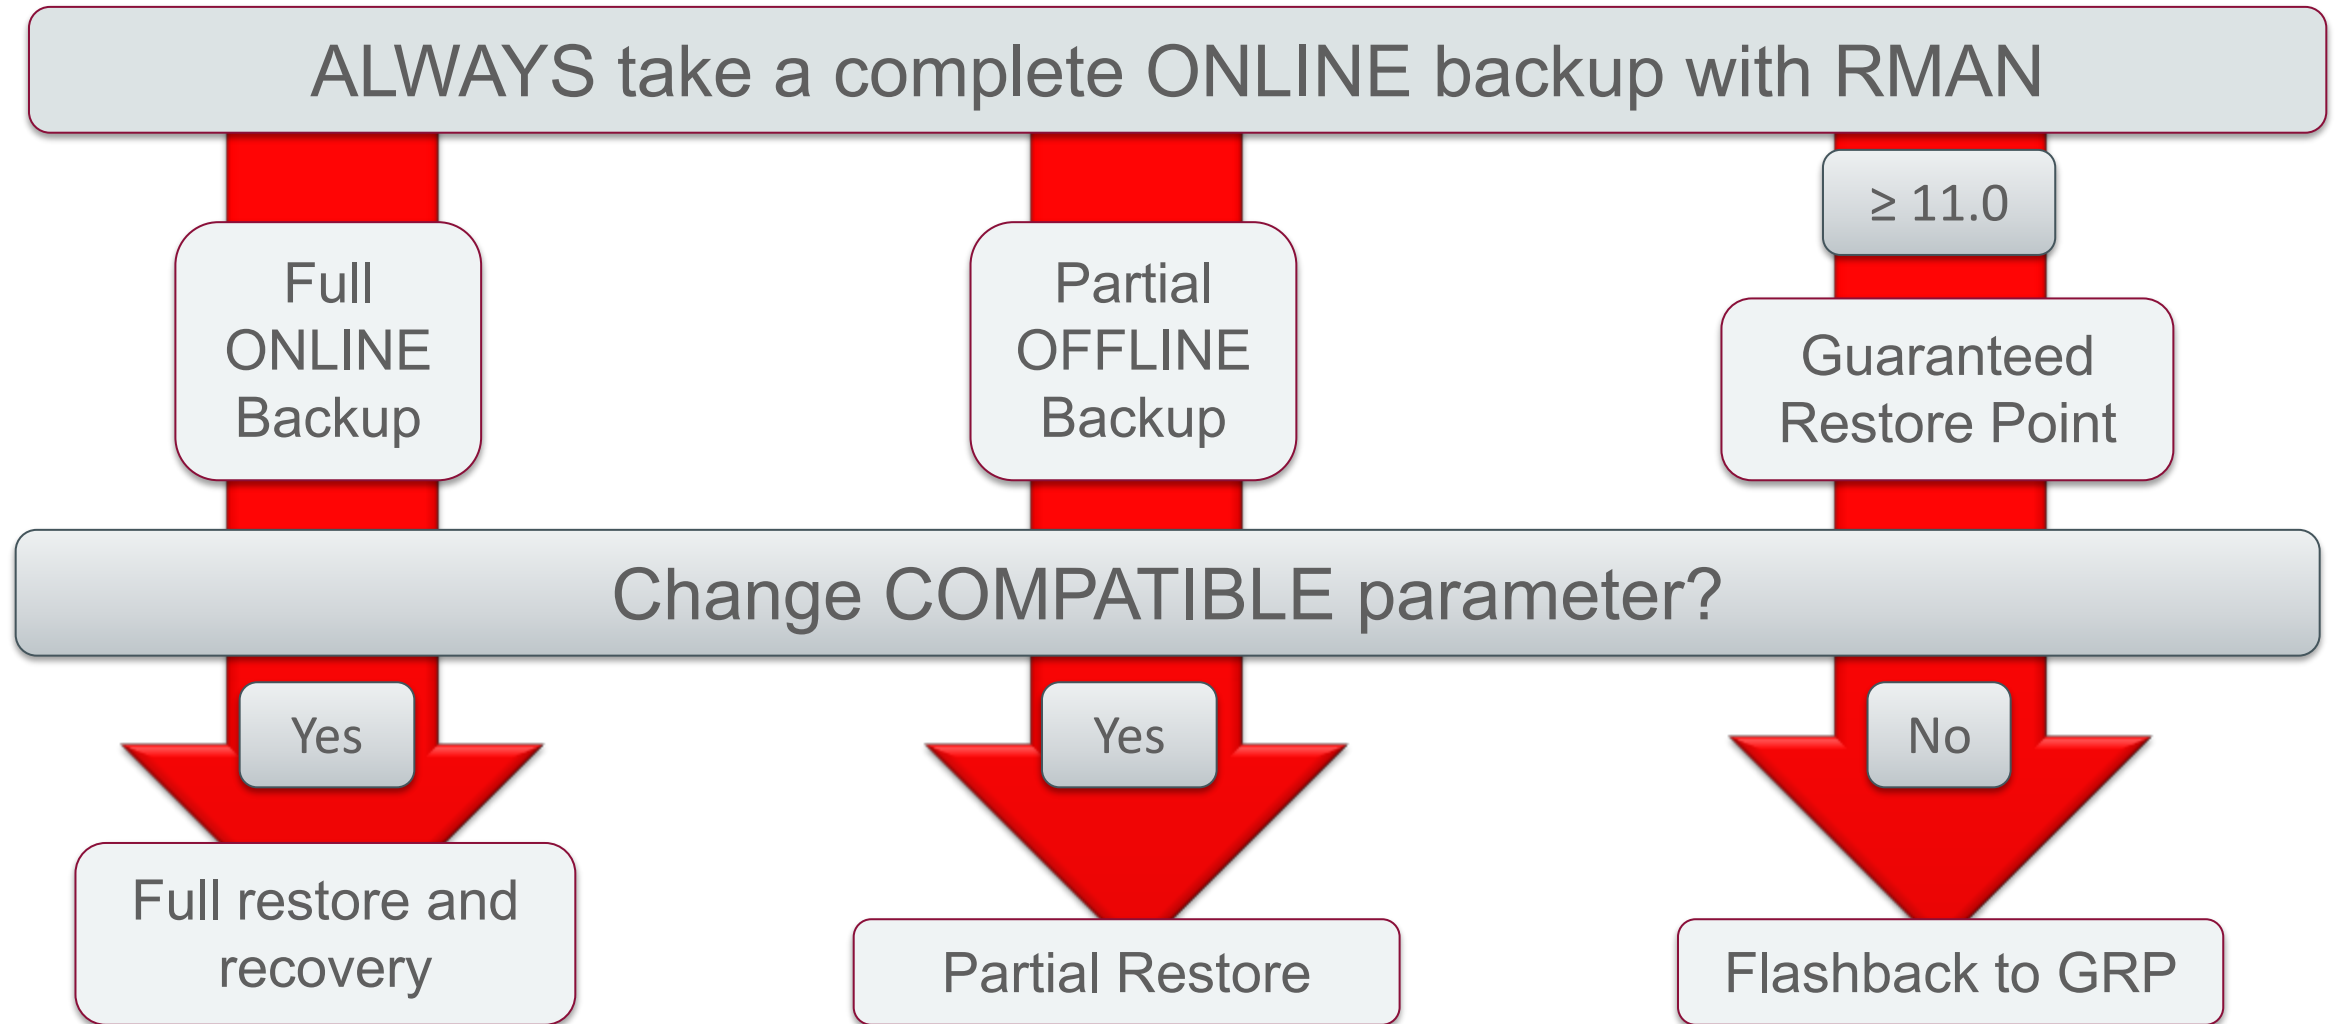 ALWAYS take a complete ONLINE backup with RMAN
≥ 11.0
Full
ONLINE
Backup
Partial
OFFLINE
Backup
Guaranteed
Restore Point
Change COMPATIBLE parameter?
Yes
Yes
No
Full restore and
recovery
Partial Restore
Flashback to GRP